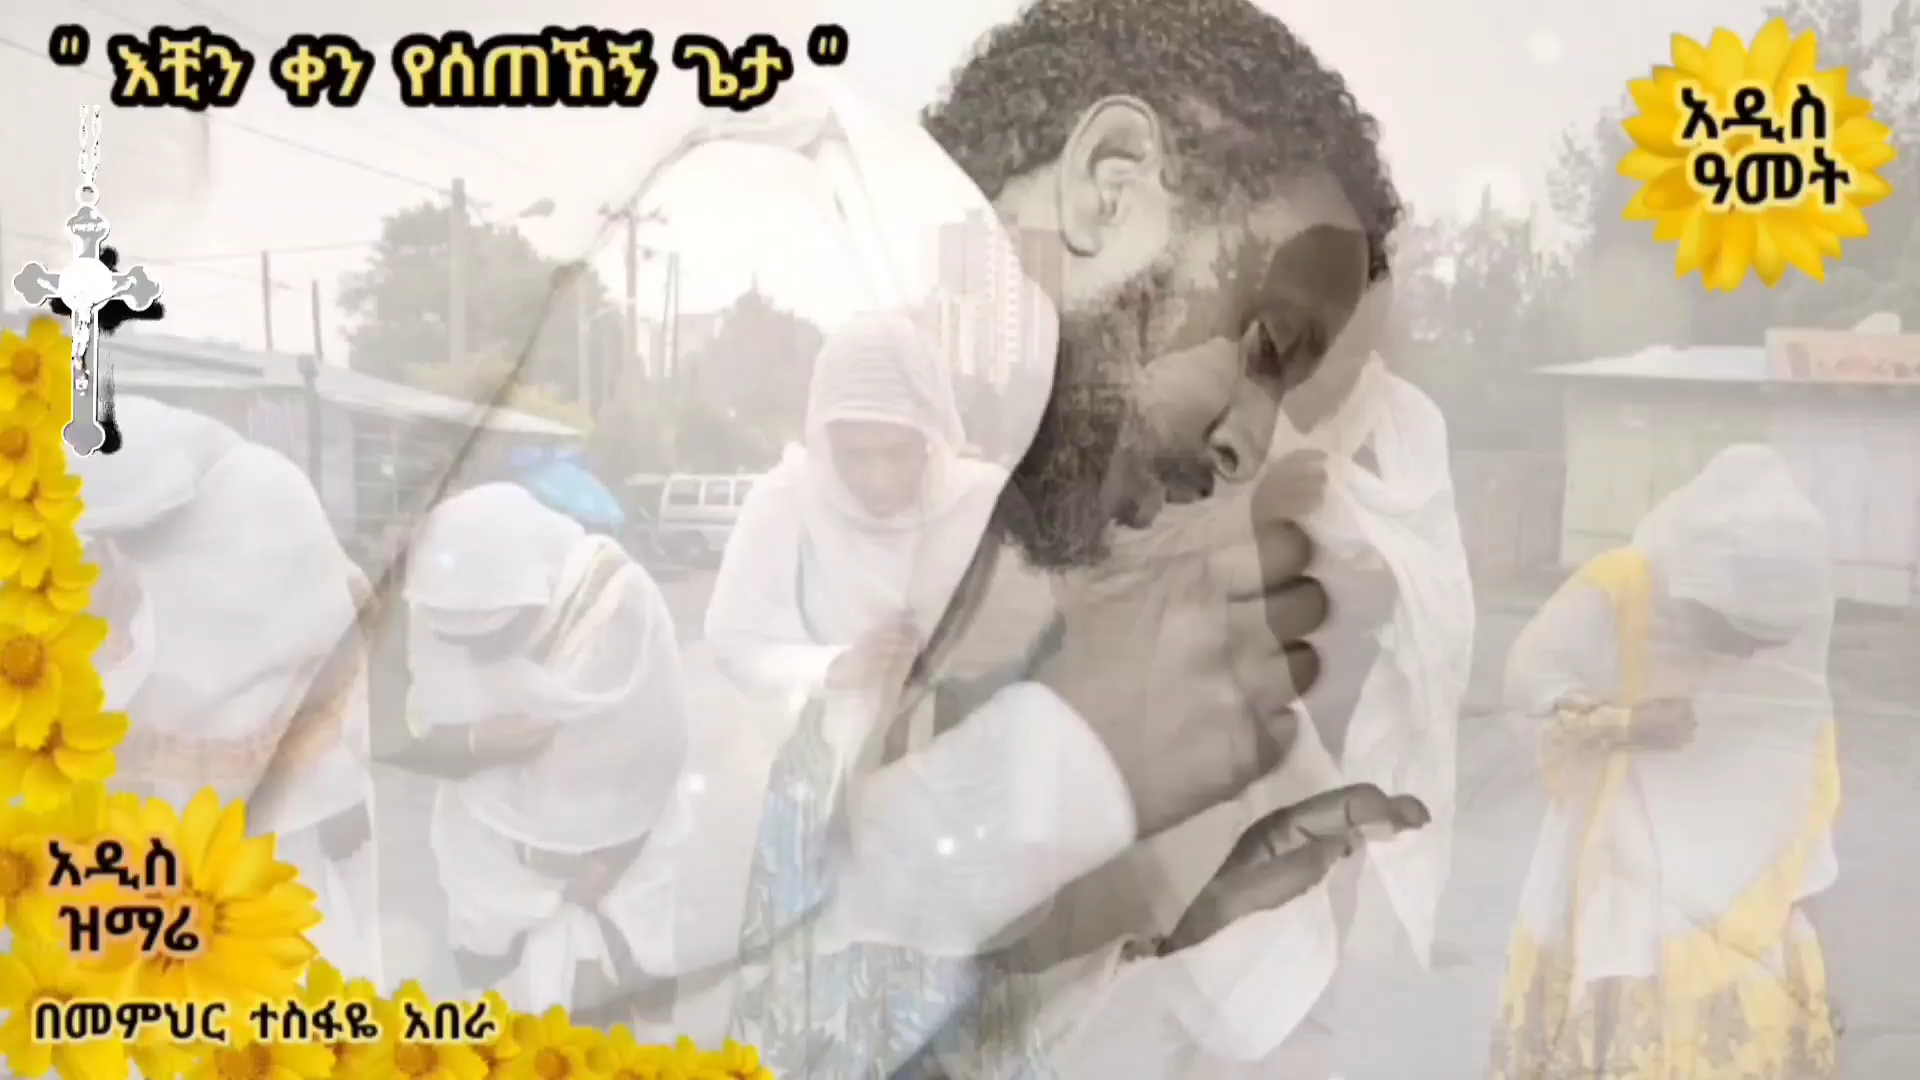 " እቺን ቀን የሰጠኸኝ ጌታ "
አዲስ
ዓመት
አዲስ
ዝማሬ
በመምህር ተስፋዬ አበራ